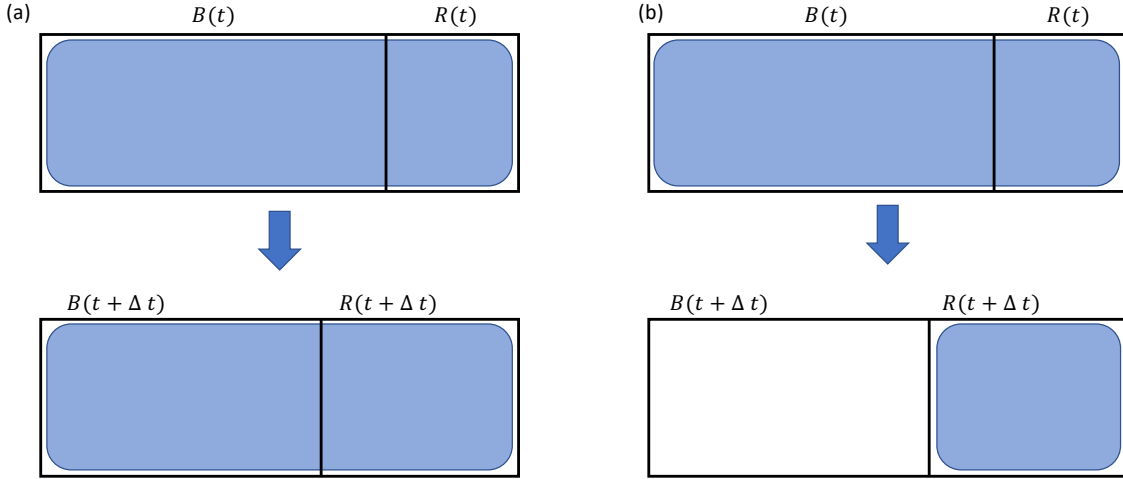 (a) B(t) R(t)
B(t + Δ t) R(t + Δ t)
(b) B(t) R(t)
B(t + Δ t) R(t + Δ t)